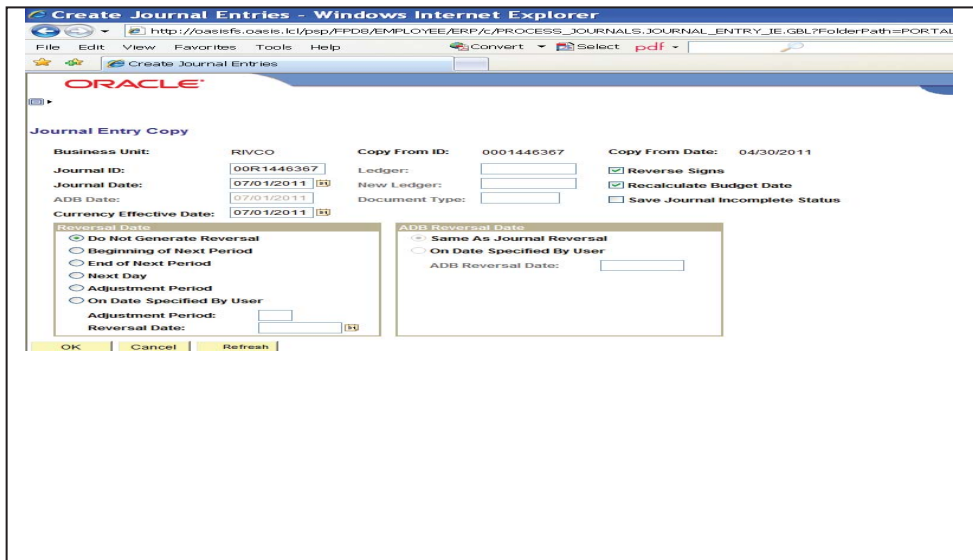 Create Journal Entries - Windows Internet Explorer
http://oasisfs.oasis.lcl/psp/FPD8/EMPLOYEE/ERP/c/PROCESS_JOURNALS.JOURNAL_ENTRY_IE.GBL?FolderPath=PORTAL
File Edit View Favorites Tools Help Convert Select pdf
Create Journal Entries
ORACLE
Journal Entry Copy
Business Unit: RIVCO Copy From ID: 0001446367 Copy From Date: 04/30/2011
Journal ID: 00R1446367 Ledger: Reverse Signs
Journal Date: 07/01/2011 New Ledger: Recalculate Budget Date
ADB Date: 07/01/2011 Document Type: Save Journal Incomplete Status
Currency Effective Date: 07/01/2011
Reversal Date ADB Reversal Date
Do Not Generate Reversal Same As Journal Reversal
Beginning of Next Period On Date Specified By User
End of Next Period ADB Reversal Date:
Next Day
Adjustment Period
On Date Specified By User
Adjustment Period:
Reversal Date:
OK Cancel Refresh